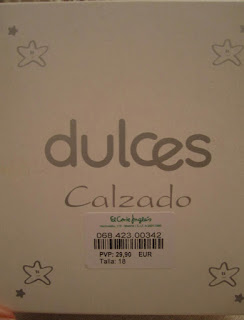 dulces
Calzado
El Corte Inglés
068 423.00342
PVP: 29,90 EUR
Talla: 18